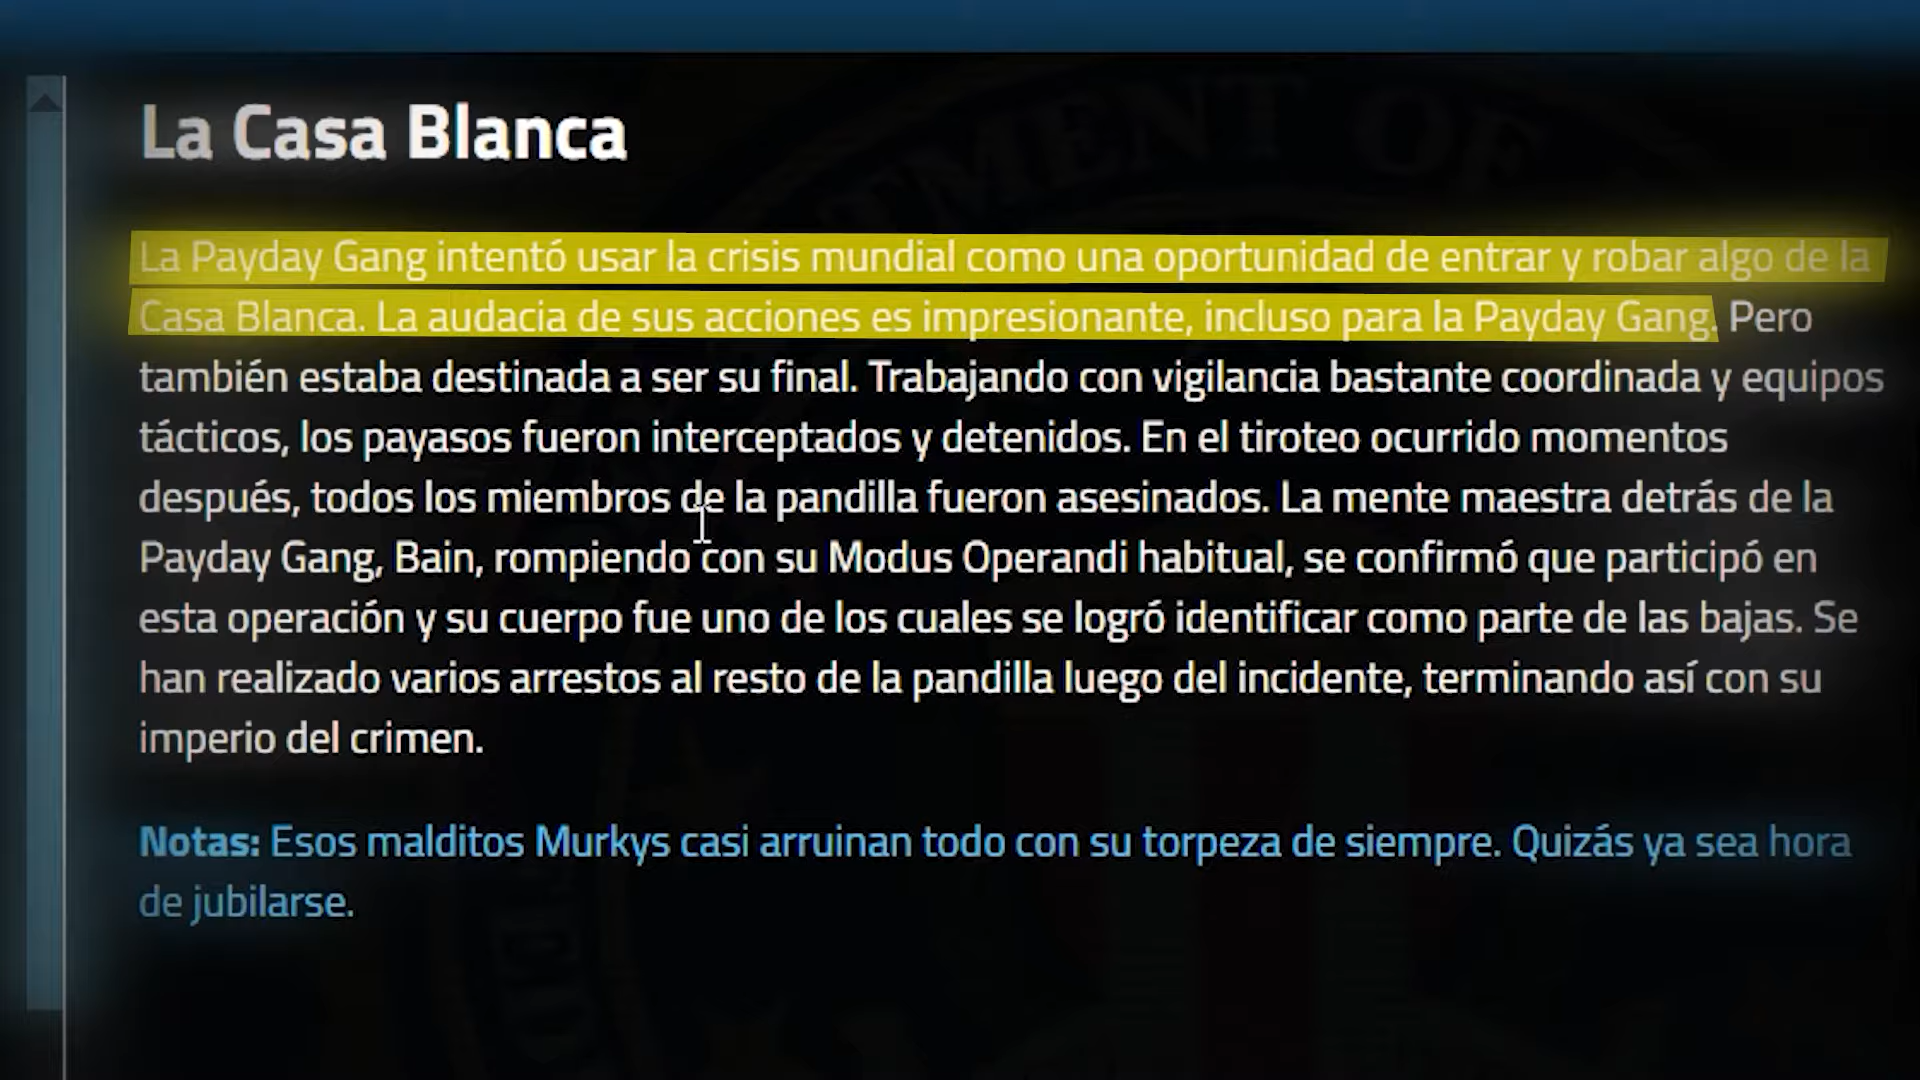 La Casa Blanca
La Payday Gang intentó usar la crisis mundial como una oportunidad de entrar y robar algo de la
Casa Blanca. La audacia de sus acciones es impresionante, incluso para la Payday Gang. Pero
también estaba destinada a ser su final. Trabajando con vigilancia bastante coordinada y equipos
tácticos, los payasos fueron interceptados y detenidos. En el tiroteo ocurrido momentos
después, todos los miembros de la pandilla fueron asesinados. La mente maestra detrás de la
Payday Gang, Bain, rompiendo con su Modus Operandi habitual, se confirmó que participó en
esta operación y su cuerpo fue uno de los cuales se logró identificar como parte de las bajas. Se
han realizado varios arrestos al resto de la pandilla luego del incidente, terminando así con su
imperio del crimen.
Notas: Esos malditos Murkys casi arruinan todo con su torpeza de siempre. Quizás ya sea hora
de jubilarse.